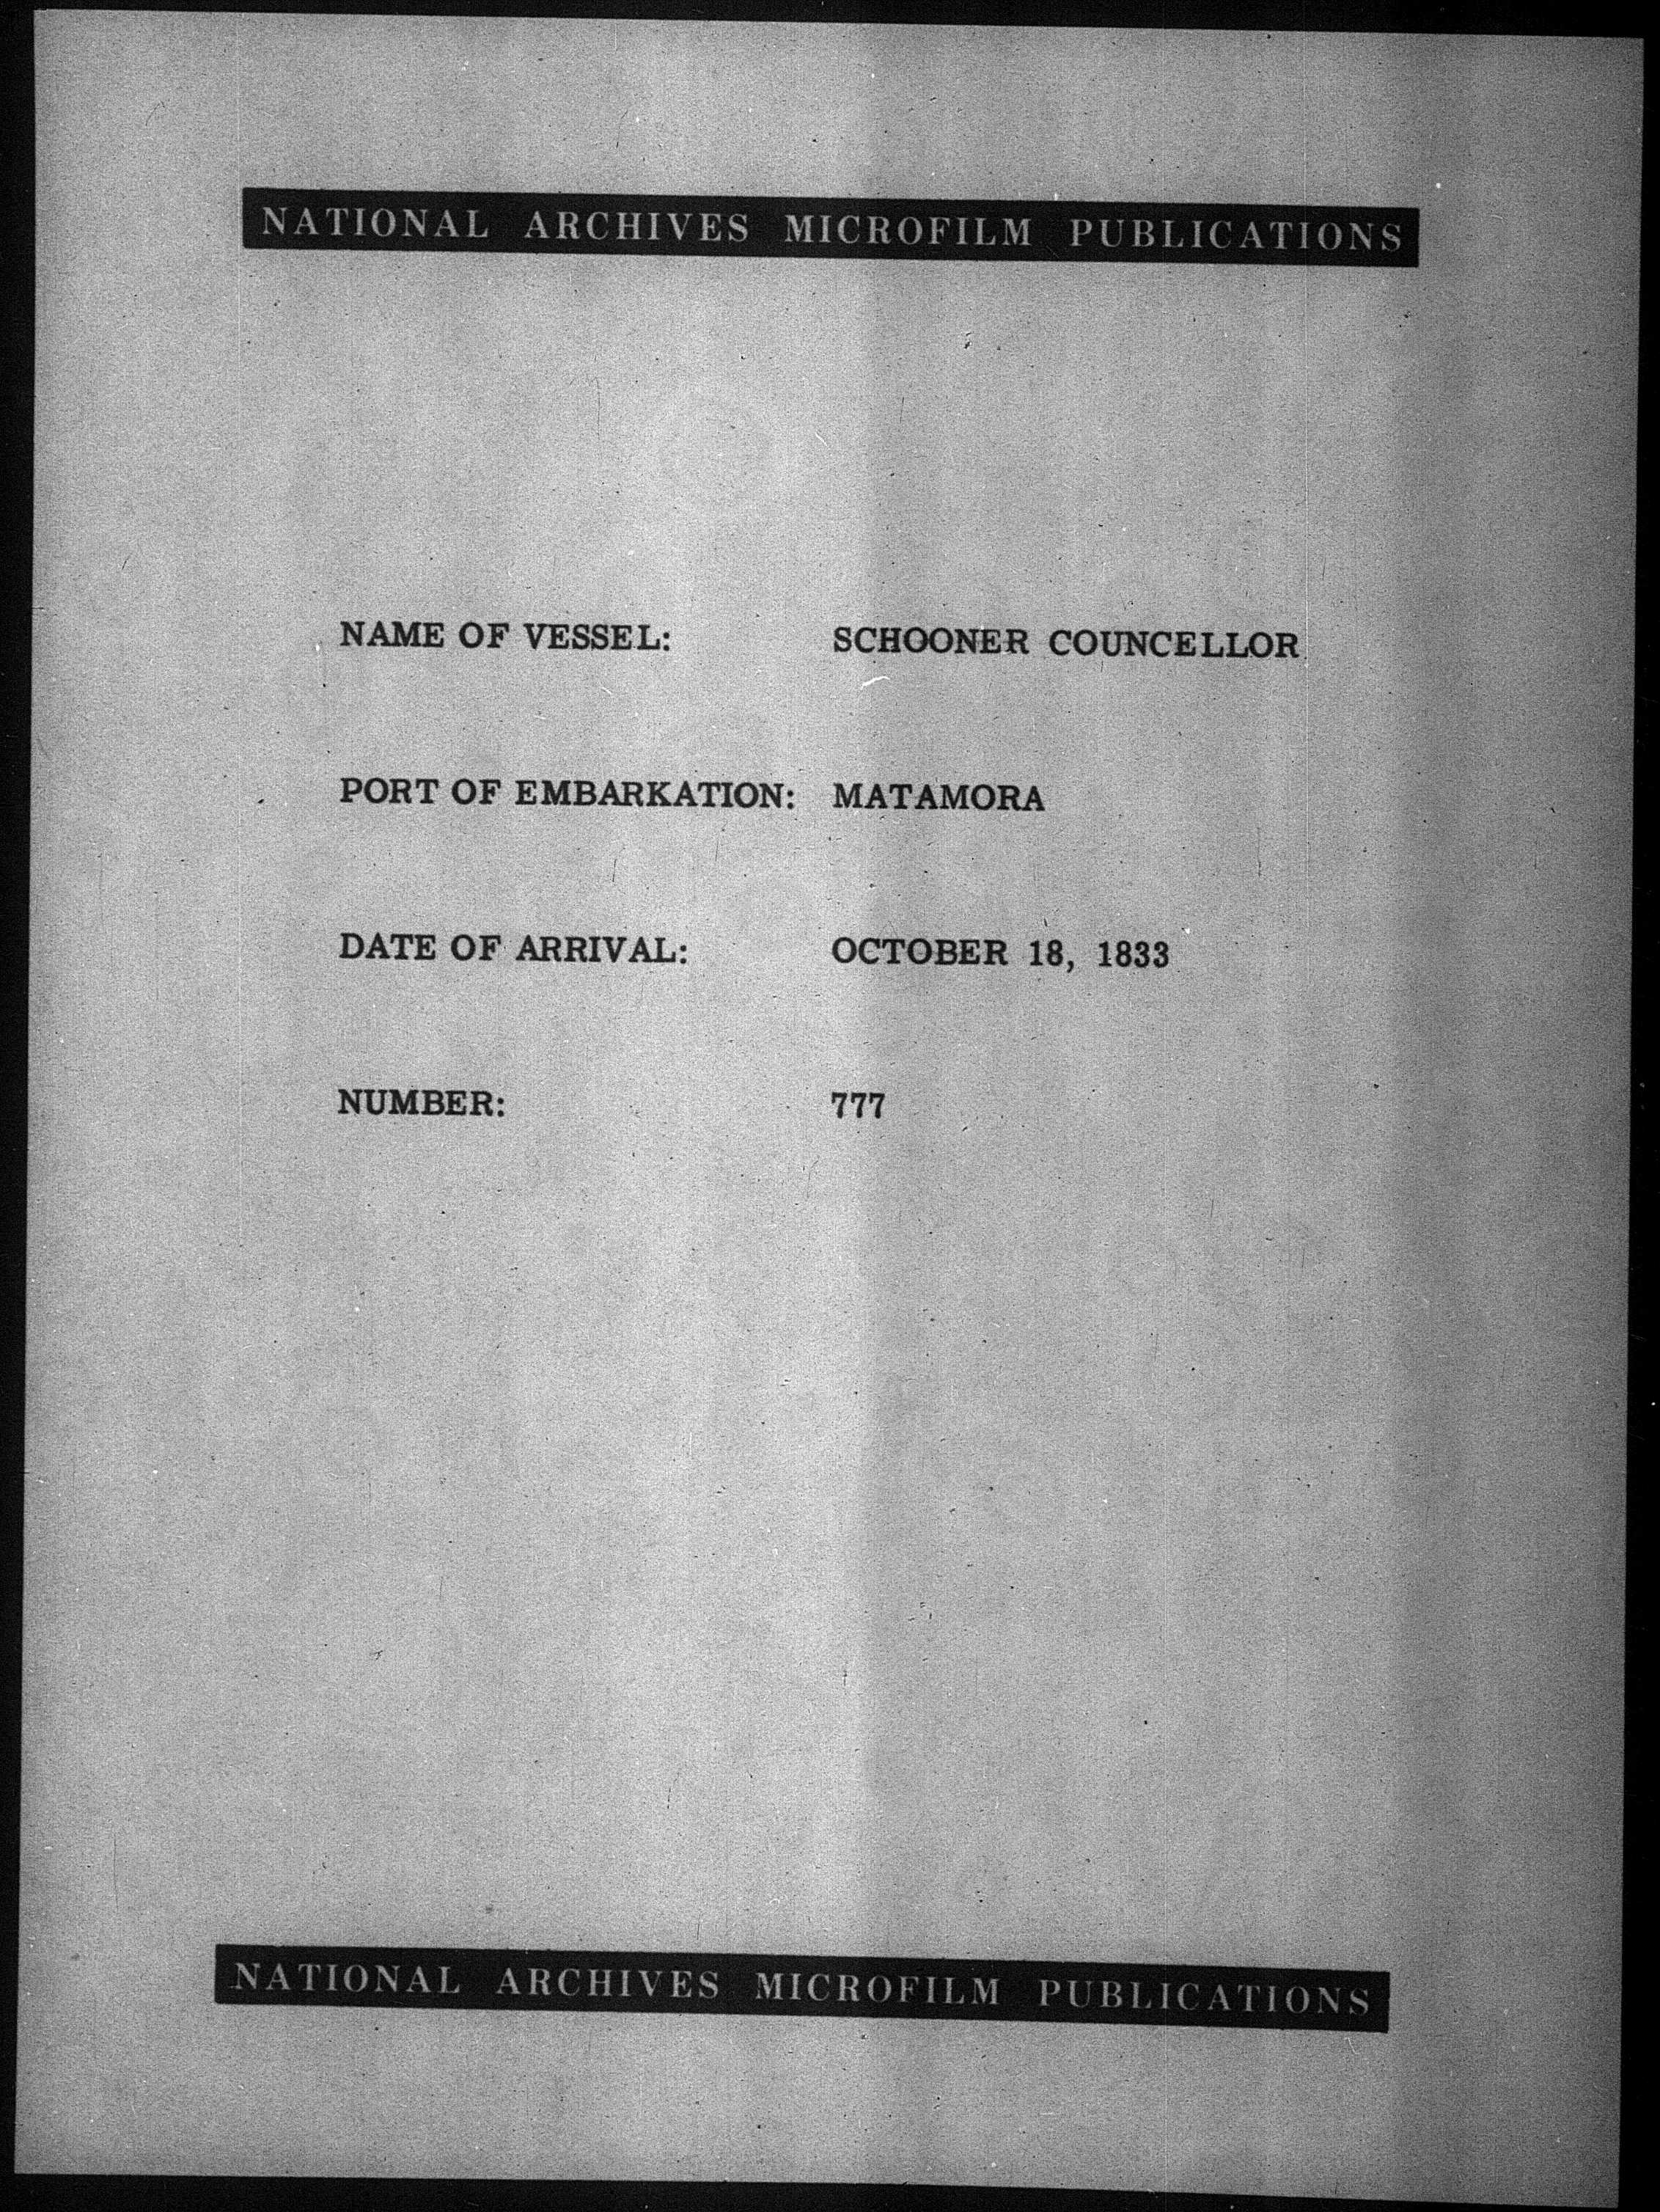 NATIONAL ARCHIVES MICROFILM PUBLICATIONS
NAME OF VESSEL: SCHOONER COUNCELLOR
PORT OF EMBARKATION: MATAMORA
DATE OF ARRIVAL: OCTOBER 18, 1833
NUMBER: 777
NATIONAL ARCHIVES MICROFILM PUBLICATIONS